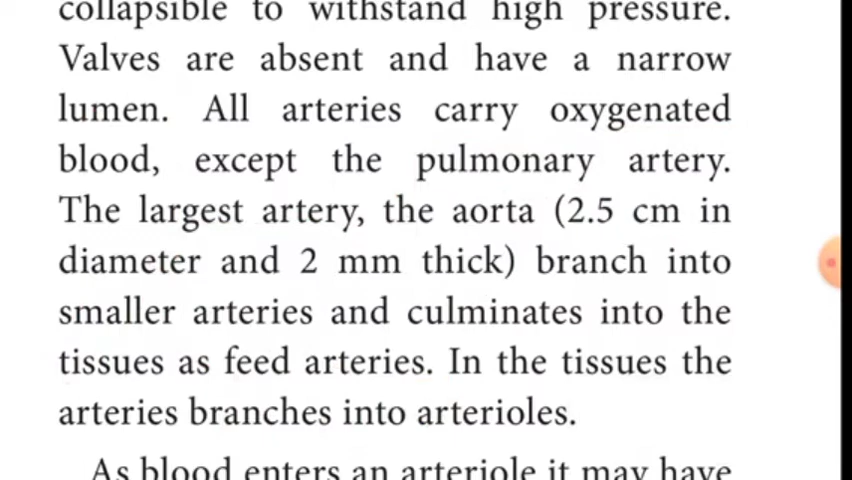 collapsible to withstand high pressure.
Valves are absent and have a narrow
lumen. All arteries carry oxygenated
blood, except the pulmonary artery.
The largest artery, the aorta (2.5 cm in
diameter and 2 mm thick) branch into
smaller arteries and culminates into the
tissues as feed arteries. In the tissues the
arteries branches into arterioles.
As blood enters an arteriole it may have